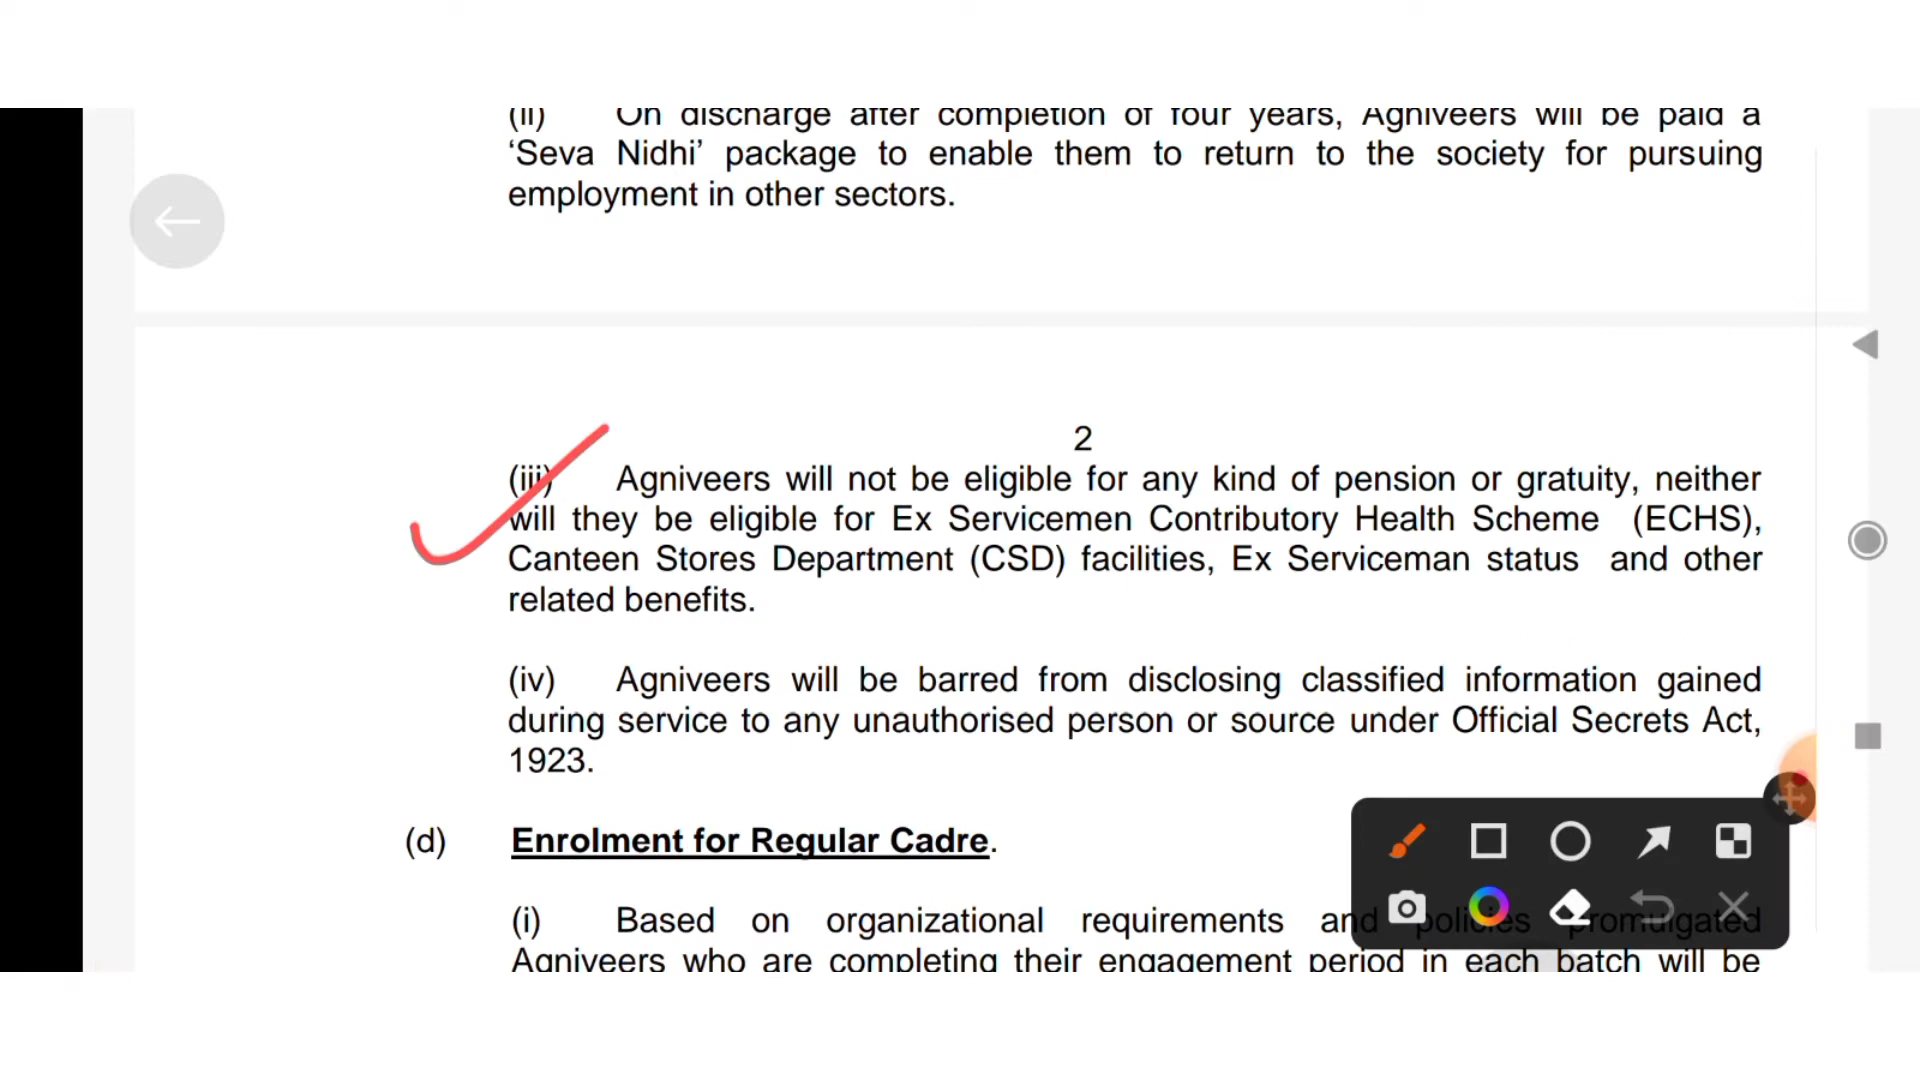 (ii) On discharge after completion of four years, Agniveers will be paid a
‘Seva Nidhi’ package to enable them to return to the society for pursuing
employment in other sectors.
2
(iii) Agniveers will not be eligible for any kind of pension or gratuity, neither
will they be eligible for Ex Servicemen Contributory Health Scheme (ECHS),
Canteen Stores Department (CSD) facilities, Ex Serviceman status and other
related benefits.
(iv) Agniveers will be barred from disclosing classified information gained
during service to any unauthorised person or source under Official Secrets Act,
1923.
(d) Enrolment for Regular Cadre.
(i) Based on organizational requirements and policies promulgated
Agniveers who are completing their engagement period in each batch will be